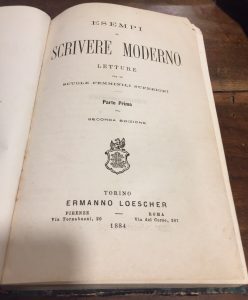 ESEMPI
DI
SCRIVERE MODERNO
LETTURE
PER LE
SCUOLE FEMMINILI SUPERIORI
Parte Prima
SECONDA EDIZIONE
TORINO
ERMANNO LOESCHER
FIRENZE
Via Tornabuoni, 20
ROMA
Via del Corso, 307
1884